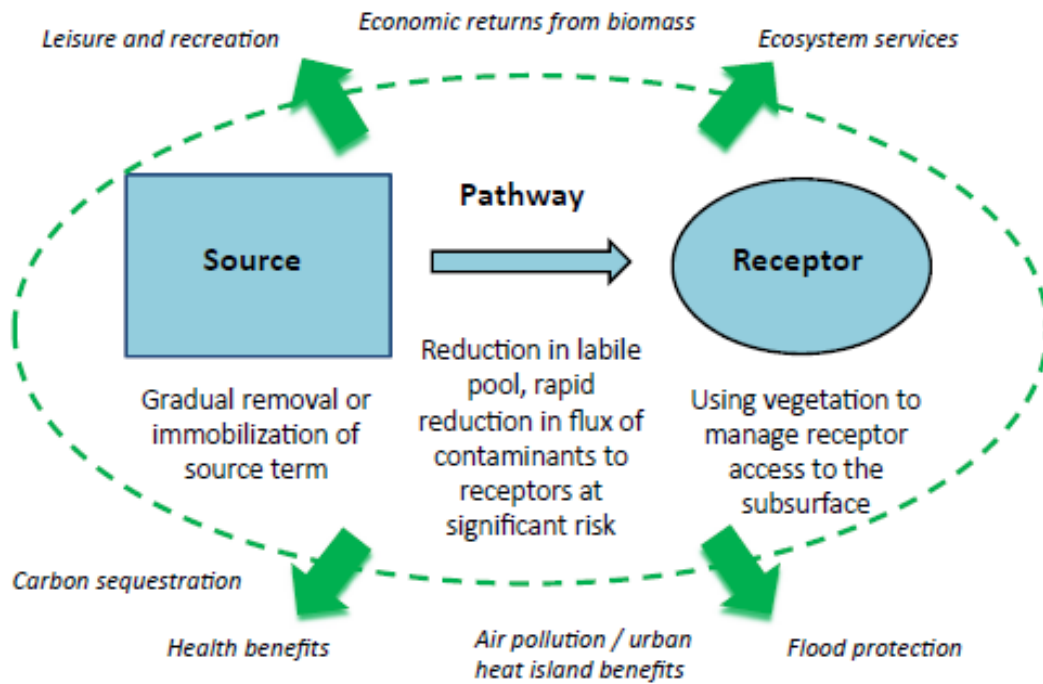 Leisure and recreation
Economic returns from biomass
Ecosystem services
Source
Pathway
Receptor
Gradual removal or
immobilization of
source term
Reduction in labile
pool, rapid
reduction in flux of
contaminants to
receptors at
significant risk
Using vegetation to
manage receptor
access to the
subsurface
Carbon sequestration
Health benefits
Air pollution / urban
heat island benefits
Flood protection